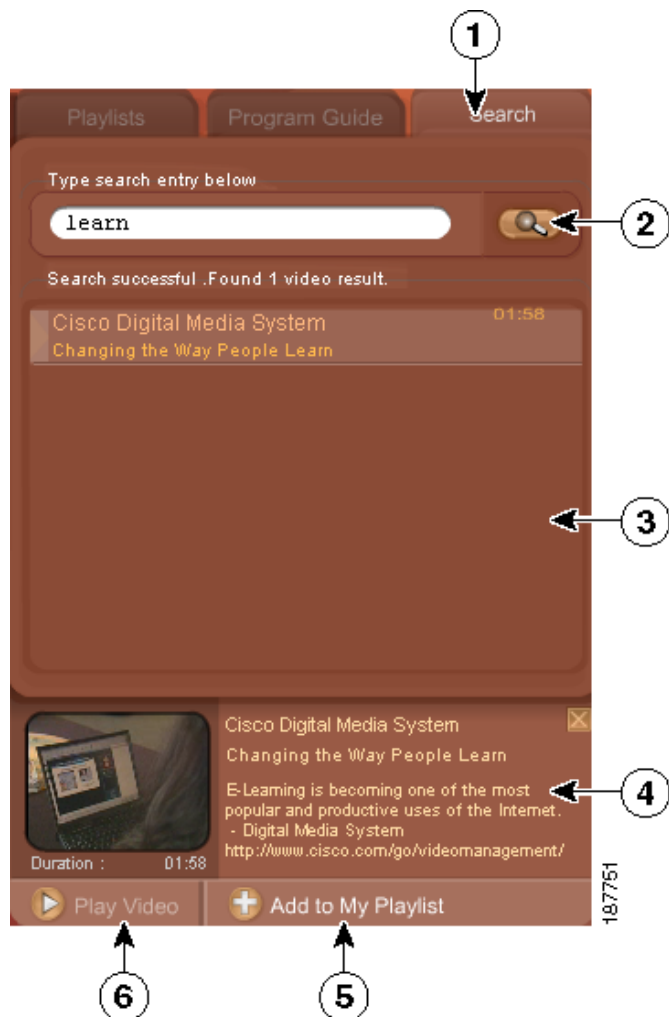 1
Playlists
Program Guide
Search
Type search entry below
learn
2
Search successful .Found 1 video result.
Cisco Digital Media System
01:58
Changing the Way People Learn
3
Cisco Digital Media System
Changing the Way People Learn
E-Learning is becoming one of the most
popular and productive uses of the Internet.
- Digital Media System
http://www.cisco.com/go/videomanagement/
4
Duration :
01:58
Play Video
Add to My Playlist
187751
6
5